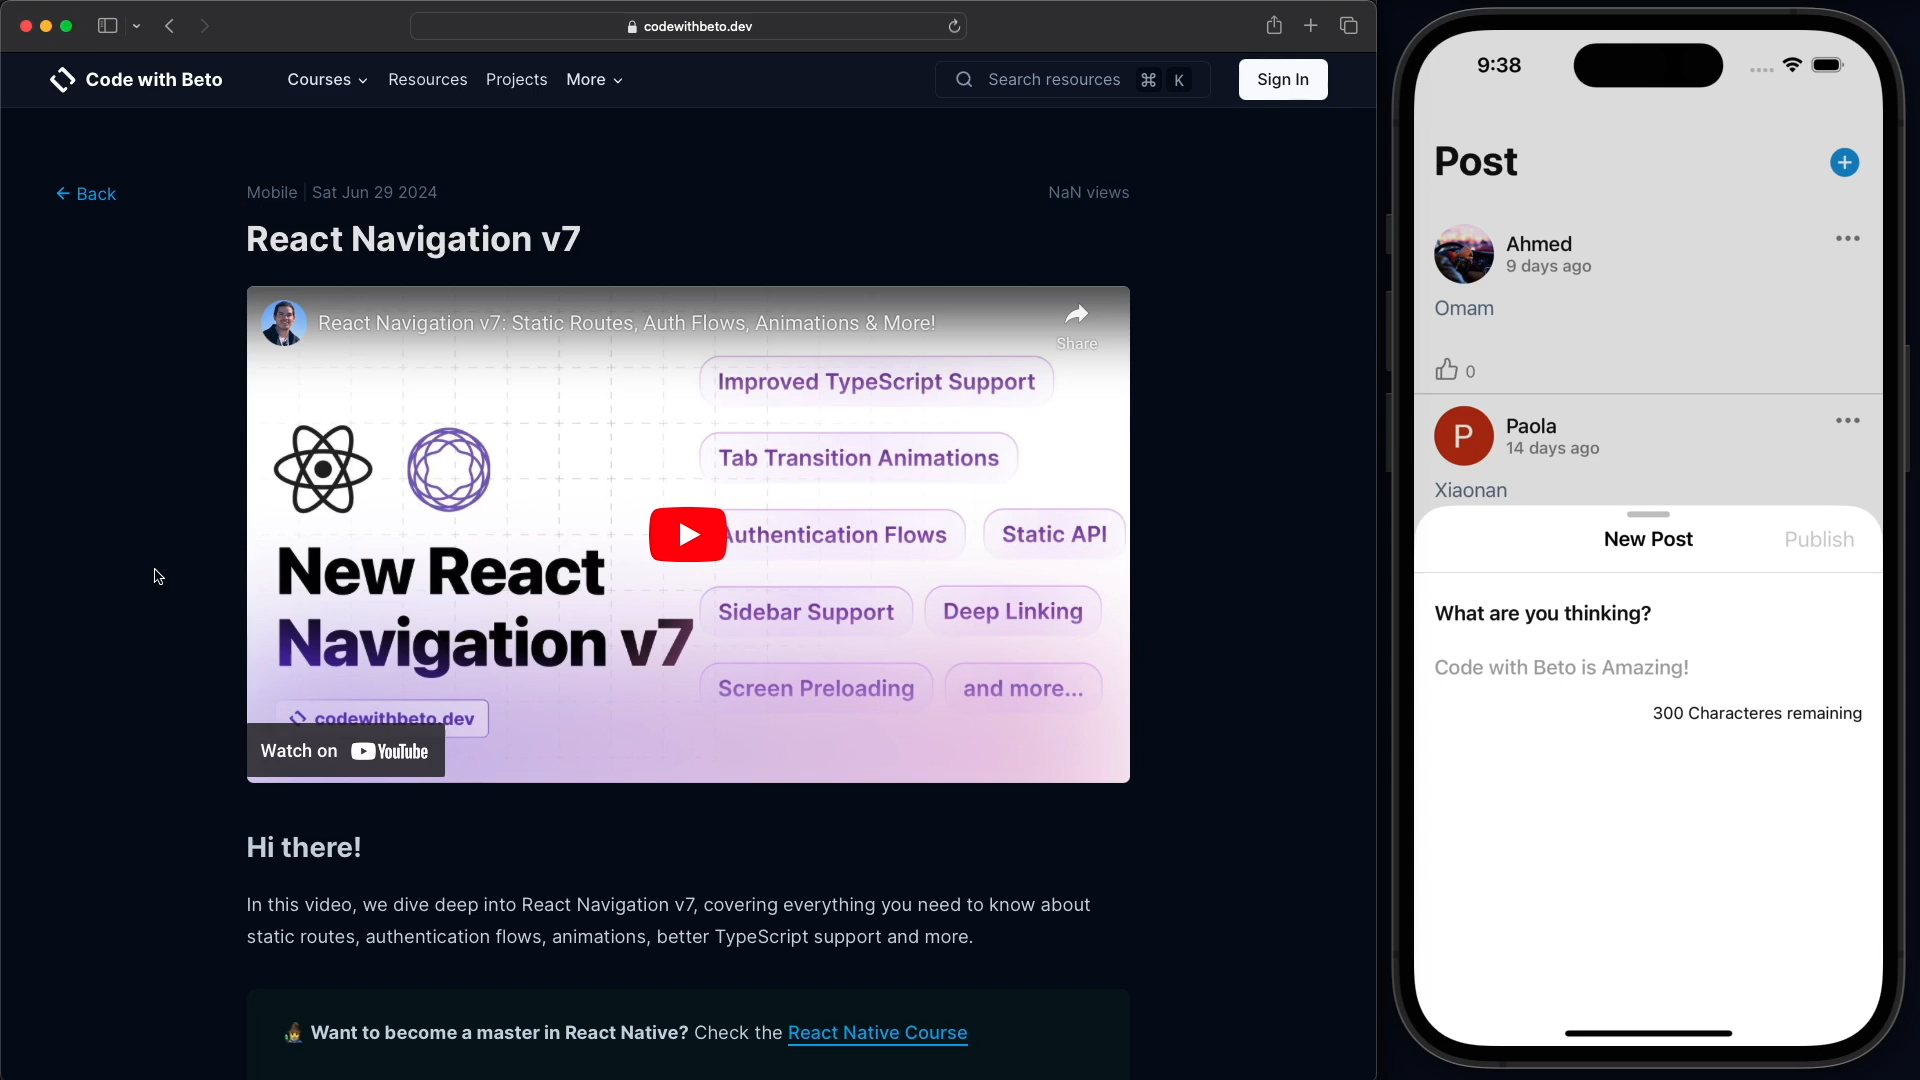 codewithbeto.dev
Code with Beto
Courses
Resources
Projects
More
Search resources
⌘ K
Sign In
← Back
Mobile
Sat Jun 29 2024
NaN views
React Navigation v7
React Navigation v7: Static Routes, Auth Flows, Animations & More!
Share
Improved TypeScript Support
Tab Transition Animations
Authentication Flows
Static API
Sidebar Support
Deep Linking
Screen Preloading
and more...
New React
Navigation v7
codewithbeto.dev
Watch on YouTube
Hi there!
In this video, we dive deep into React Navigation v7, covering everything you need to know about
static routes, authentication flows, animations, better TypeScript support and more.
Want to become a master in React Native? Check the React Native Course
9:38
Post
Ahmed
9 days ago
Omam
0
P
Paola
14 days ago
Xiaonan
New Post
Publish
What are you thinking?
Code with Beto is Amazing!
300 Characteres remaining